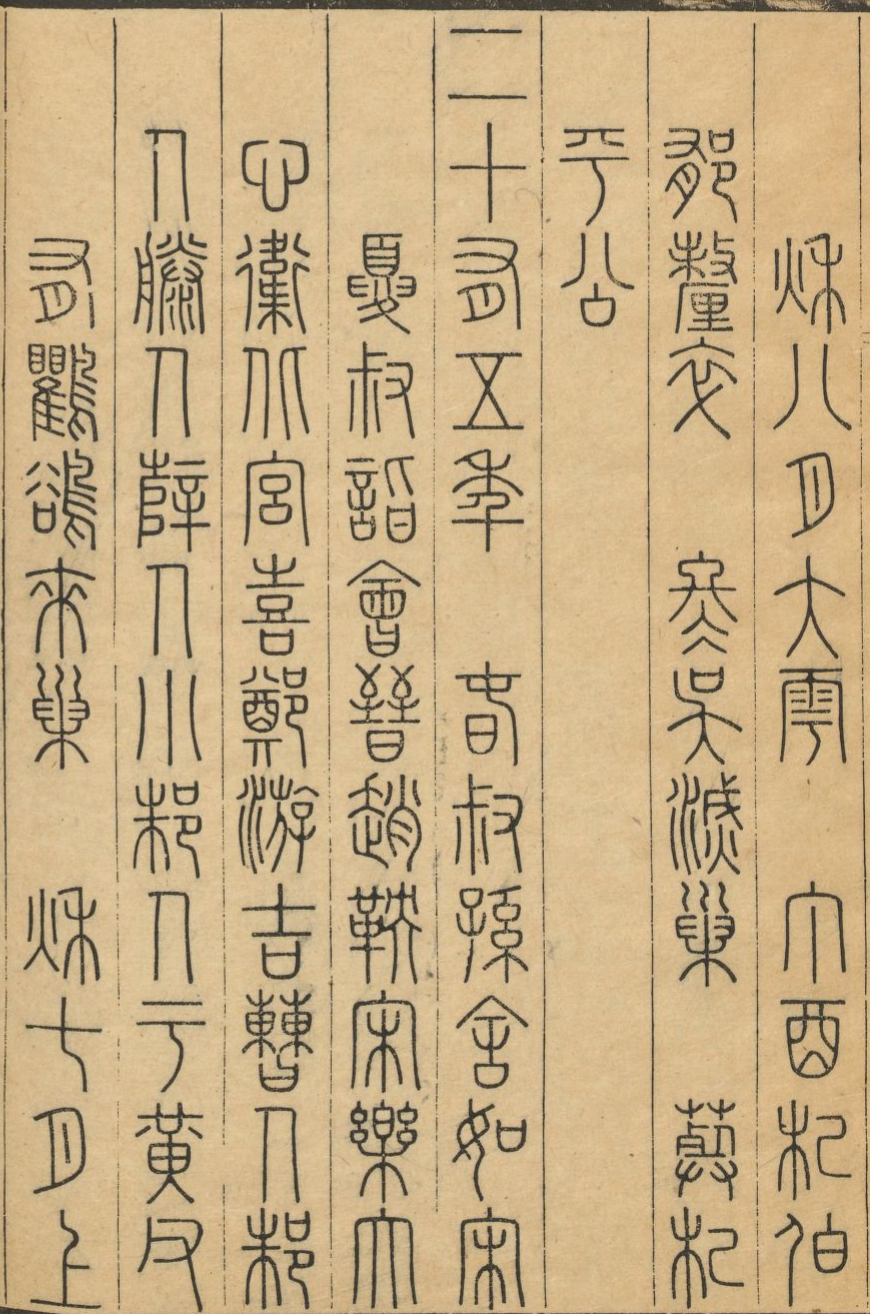 秋八月大雩　丁酉杞伯
郁釐卒　冬吳滅巢　葬杞
平公
二十有五年　春叔孫舍如宋
夏叔詣會晉趙鞅宋樂大
心衛北宮喜鄭游吉曹人邾
人滕人薛人小邾人于黃父
有鸜鵒來巢　秋七月上